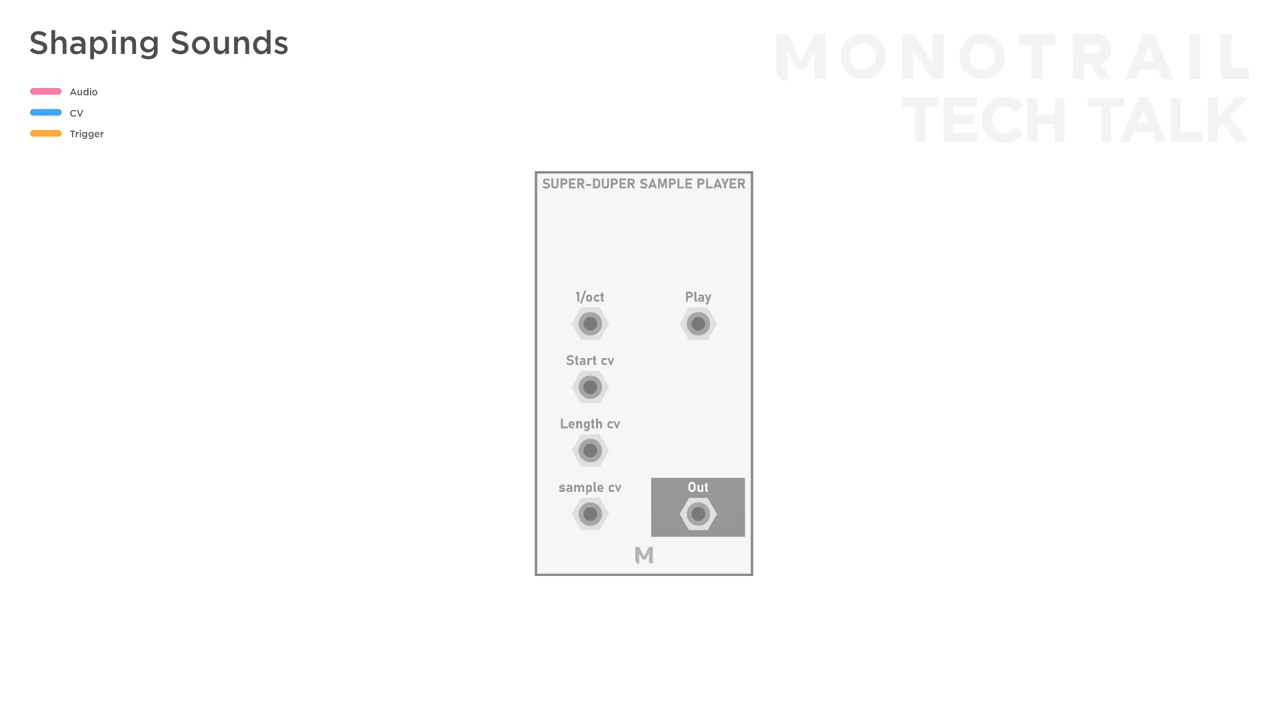 Shaping Sounds
MONOTRAIL
TECH TALK
Audio
CV
Trigger
SUPER-DUPER SAMPLE PLAYER
1/oct
Play
Start cv
Length cv
sample cv
Out
M